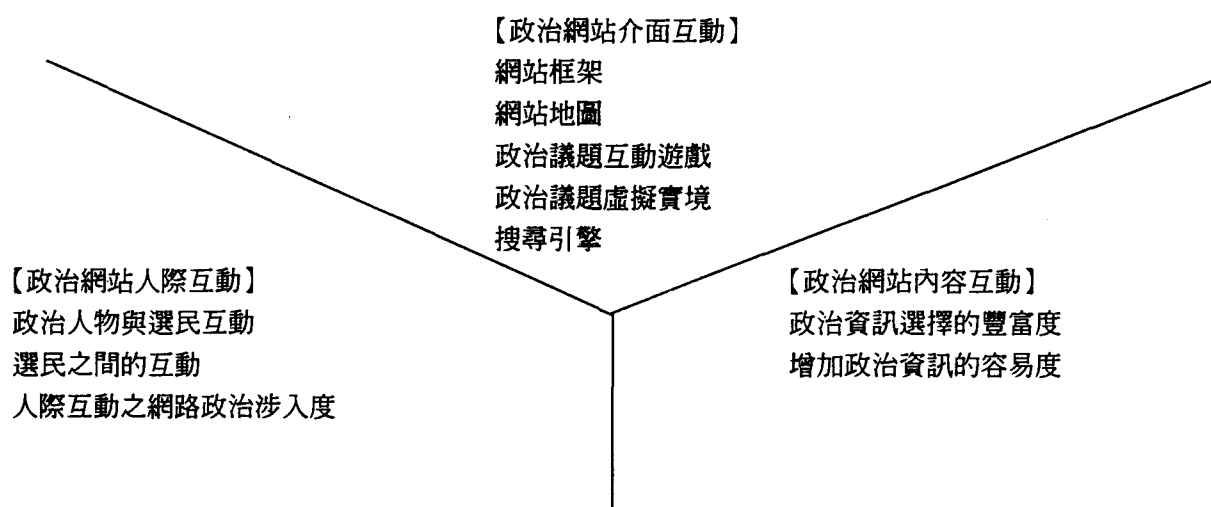 【政治網站介面互動】
網站框架
網站地圖
政治議題互動遊戲
政治議題虛擬實境
搜尋引擎
【政治網站人際互動】
政治人物與選民互動
選民之間的互動
人際互動之網路政治涉入度
【政治網站內容互動】
政治資訊選擇的豐富度
增加政治資訊的容易度